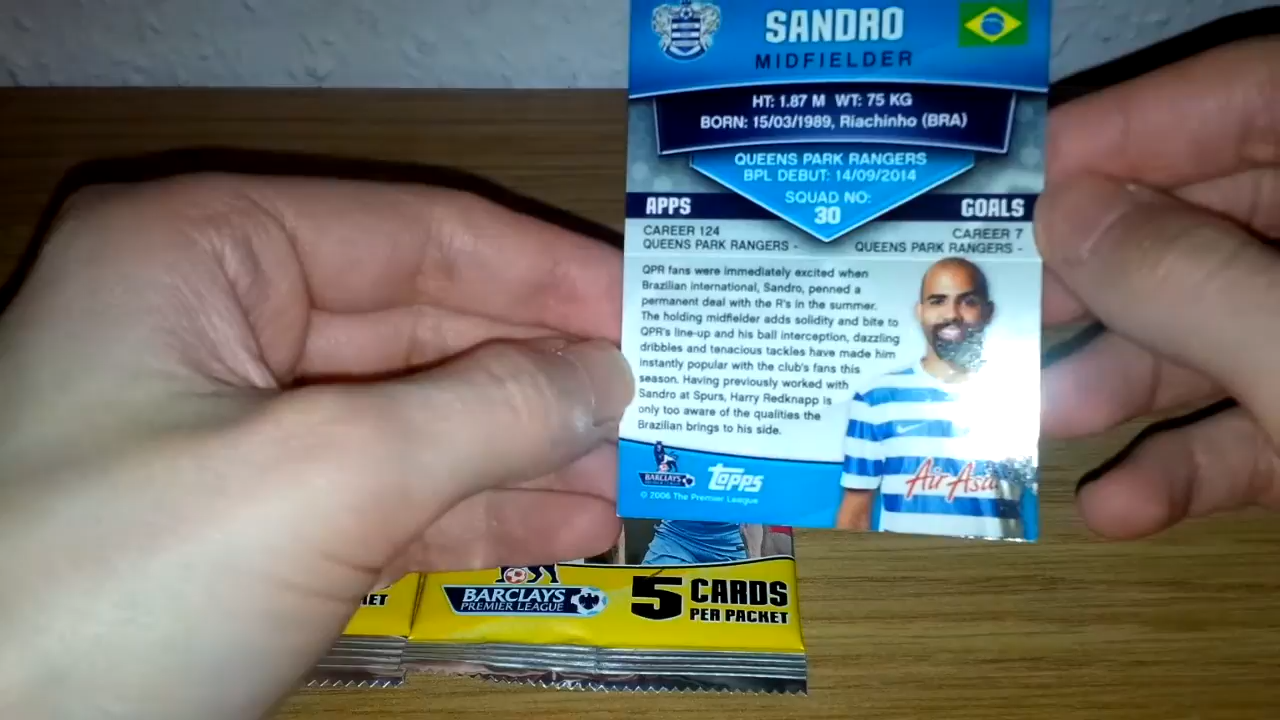 SANDRO
MIDFIELDER
HT: 1.87 M WT: 75 KG
BORN: 15/03/1989, Riachinho (BRA)
QUEENS PARK RANGERS
BPL DEBUT: 14/09/2014
SQUAD NO:
30
APPS
GOALS
CAREER 124
QUEENS PARK RANGERS -
CAREER 7
QUEENS PARK RANGERS -
QPR fans were immediately excited when
Brazilian international, Sandro, penned a
permanent deal with the R's in the summer.
The holding midfielder adds solidity and bite to
QPR's line-up and his ball interception, dazzling
dribbles and tenacious tackles have made him
instantly popular with the club's fans this
season. Having previously worked with
Sandro at Spurs, Harry Redknapp is
only too aware of the qualities the
Brazilian brings to his side.
Air Asia
BARCLAYS
PREMIER LEAGUE
Topps
© 2006 The Premier League
BARCLAYS
PREMIER LEAGUE
5 CARDS
PER PACKET